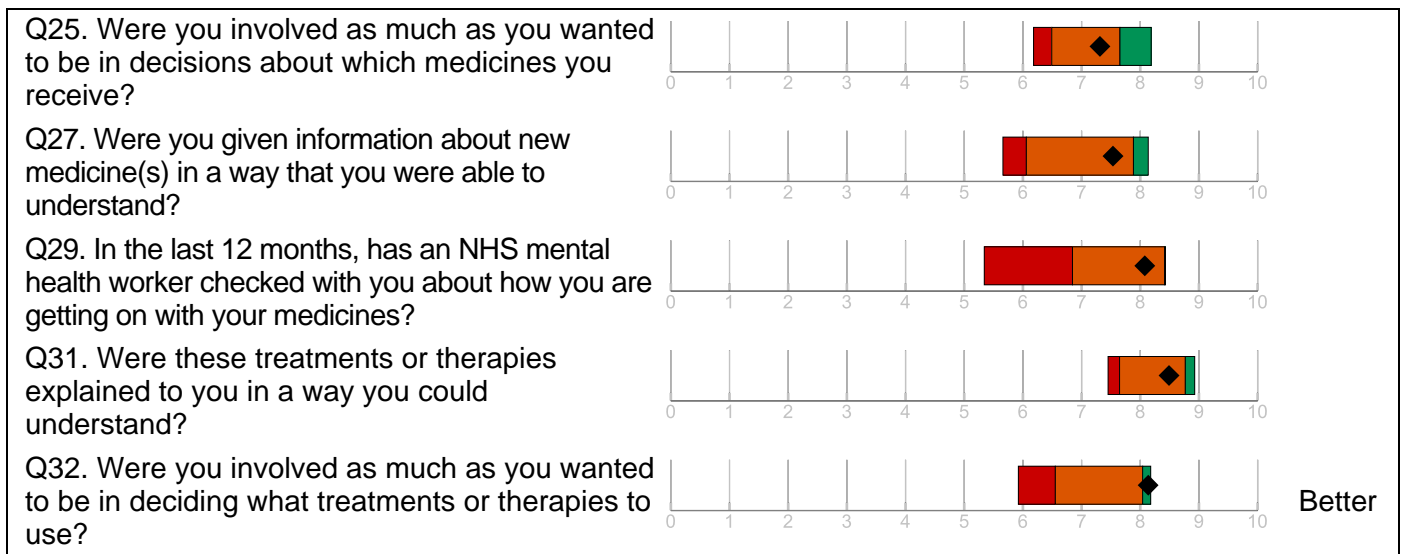 Q25. Were you involved as much as you wanted
to be in decisions about which medicines you
receive?
0 1 2 3 4 5 6 7 8 9 10
Q27. Were you given information about new
medicine(s) in a way that you were able to
understand?
0 1 2 3 4 5 6 7 8 9 10
Q29. In the last 12 months, has an NHS mental
health worker checked with you about how you are
getting on with your medicines?
0 1 2 3 4 5 6 7 8 9 10
Q31. Were these treatments or therapies
explained to you in a way you could
understand?
0 1 2 3 4 5 6 7 8 9 10
Q32. Were you involved as much as you wanted
to be in deciding what treatments or therapies to
use?
0 1 2 3 4 5 6 7 8 9 10
Better